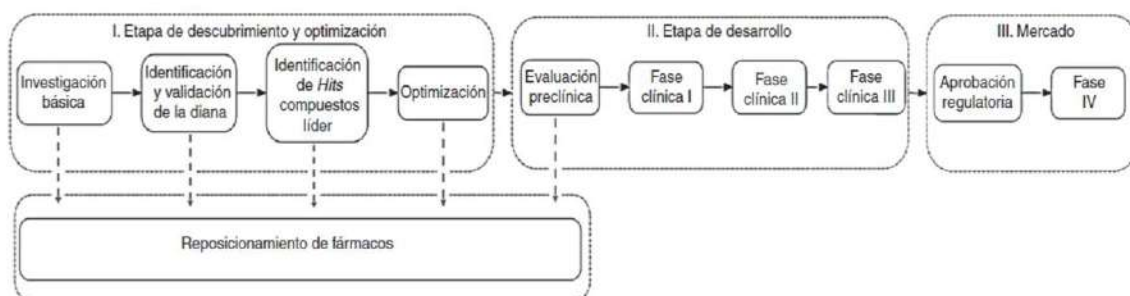 I. Etapa de descubrimiento y optimización
Investigación
básica
Identificación
y validación
de la diana
Identificación
de Hits
compuestos
líder
Optimización
II. Etapa de desarrollo
Evaluación
preclínica
Fase
clínica I
Fase
clínica II
Fase
clínica III
III. Mercado
Aprobación
regulatoria
Fase
IV
Reposicionamiento de fármacos